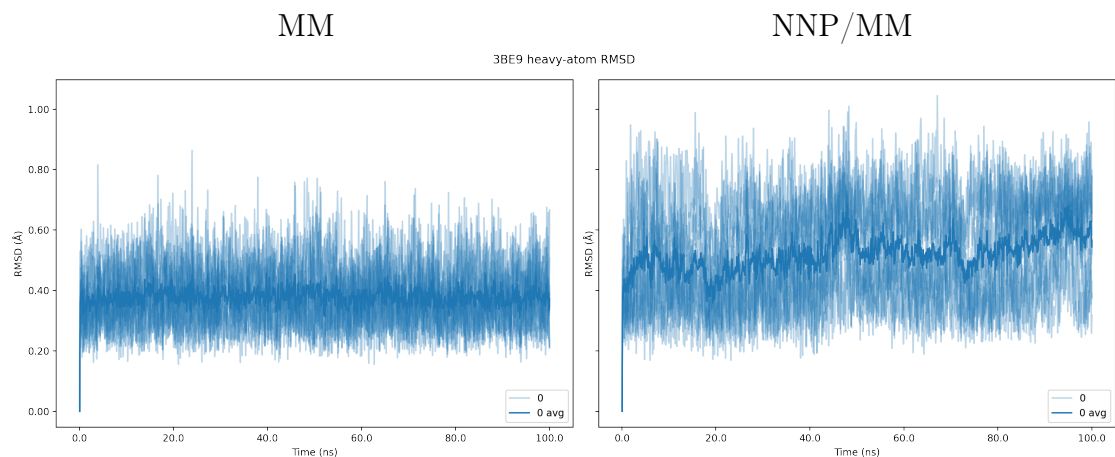 MM NNP/MM
3BE9 heavy-atom RMSD
RMSD (Å)
1.00
0.80
0.60
0.40
0.20
0.00
0.0 20.0 40.0 60.0 80.0 100.0
Time (ns)
0
0 avg
RMSD (Å)
0.0 20.0 40.0 60.0 80.0 100.0
Time (ns)
0
0 avg